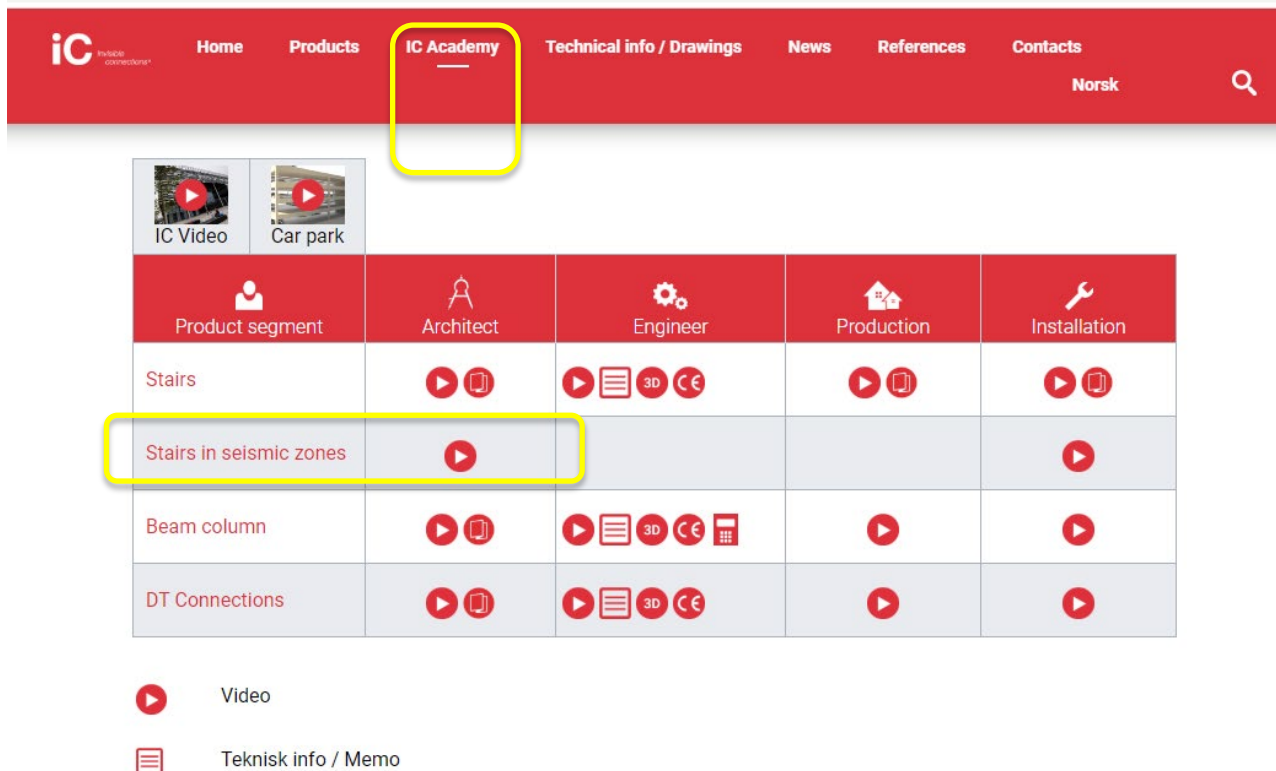 iC Invisible connections®
Home Products IC Academy Technical info / Drawings News References Contacts
Norsk
IC Video Car park
Product segment Architect Engineer Production Installation
Stairs 3D CE
Stairs in seismic zones
Beam column 3D CE
DT Connections 3D CE
Video
Teknisk info / Memo